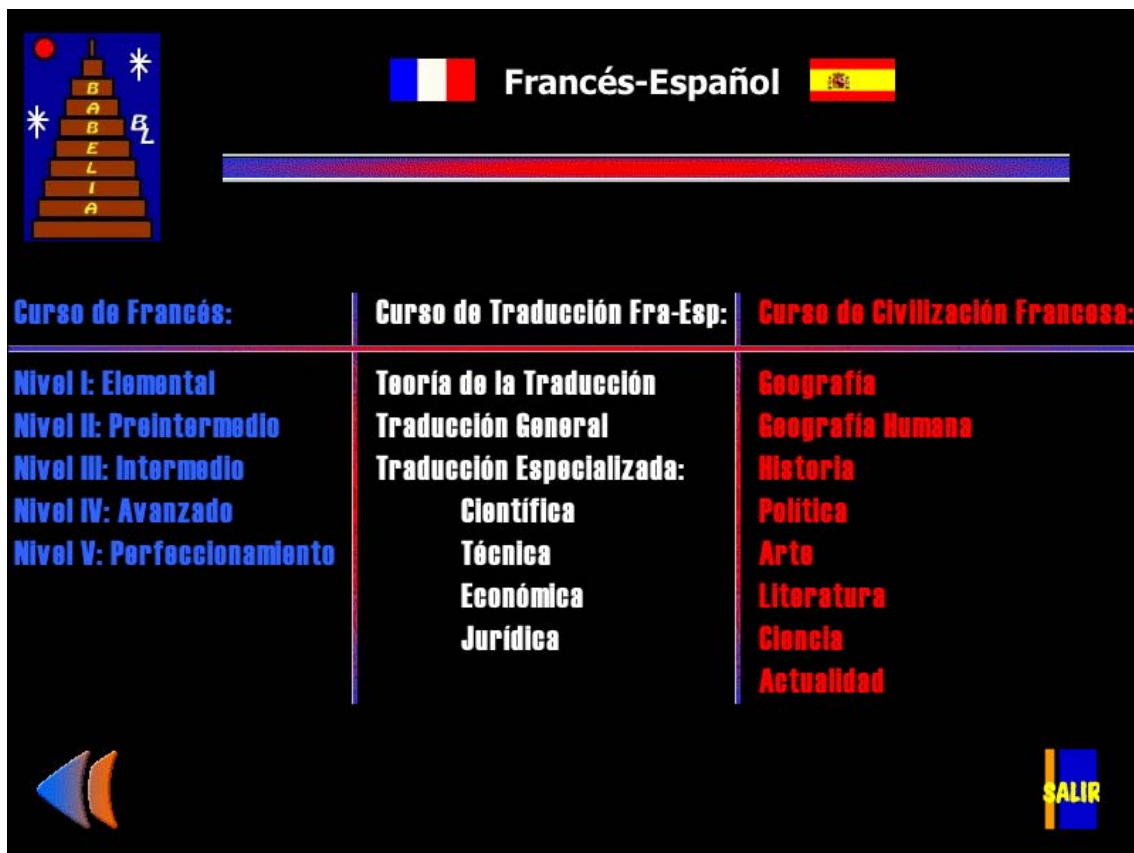 BABELIA
BL
Francés-Español
Curso de Francés:
Nivel I: Elemental
Nivel II: Preintermedio
Nivel III: Intermedio
Nivel IV: Avanzado
Nivel V: Perfeccionamiento
Curso de Traducción Fra-Esp:
Teoría de la Traducción
Traducción General
Traducción Especializada:
Científica
Técnica
Económica
Jurídica
Curso de Civilización Francesa:
Geografía
Geografía Humana
Historia
Política
Arte
Literatura
Ciencia
Actualidad
SALIR